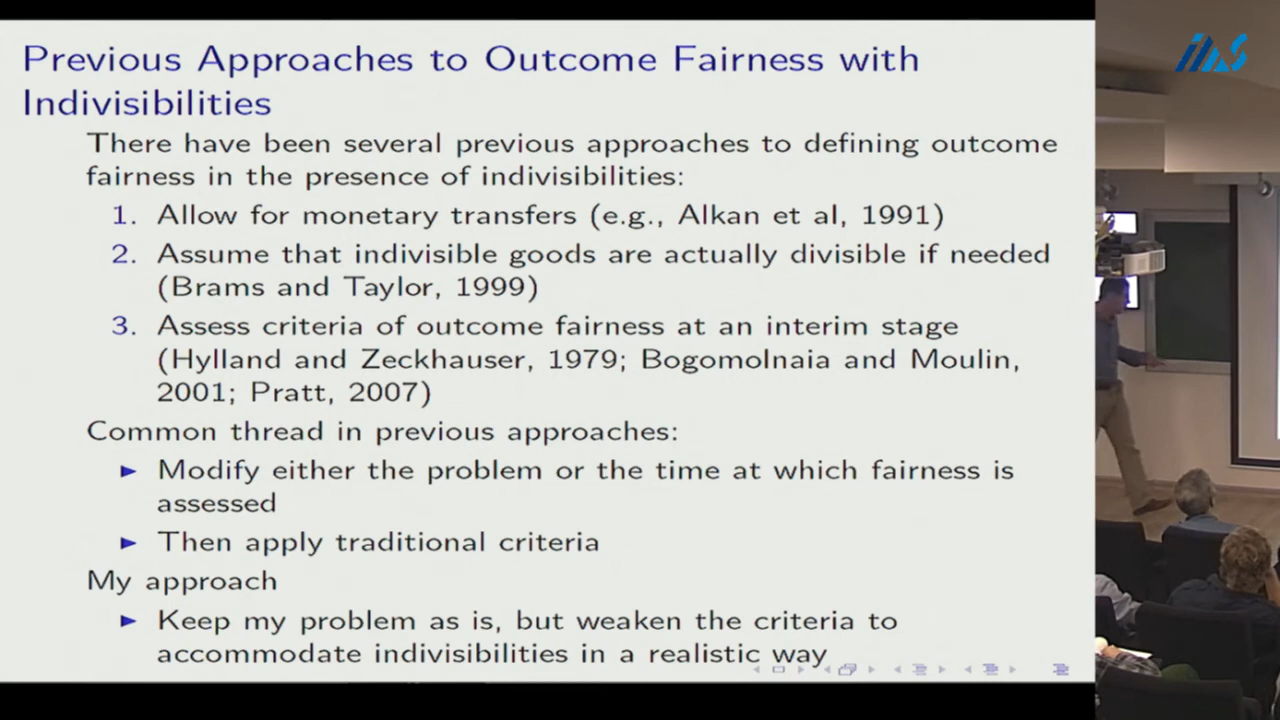 Previous Approaches to Outcome Fairness with
Indivisibilities
There have been several previous approaches to defining outcome
fairness in the presence of indivisibilities:
1. Allow for monetary transfers (e.g., Alkan et al, 1991)
2. Assume that indivisible goods are actually divisible if needed
(Brams and Taylor, 1999)
3. Assess criteria of outcome fairness at an interim stage
(Hylland and Zeckhauser, 1979; Bogomolnaia and Moulin,
2001; Pratt, 2007)
Common thread in previous approaches:
► Modify either the problem or the time at which fairness is
assessed
► Then apply traditional criteria
My approach
► Keep my problem as is, but weaken the criteria to
accommodate indivisibilities in a realistic way
IIAS